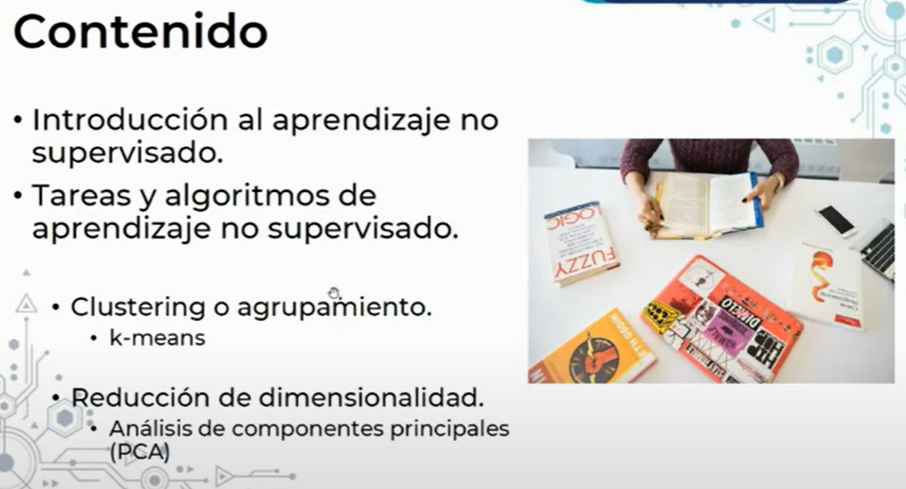 Contenido
• Introducción al aprendizaje no
supervisado.
• Tareas y algoritmos de
aprendizaje no supervisado.
• Clustering o agrupamiento.
• k-means
• Reducción de dimensionalidad.
• Análisis de componentes principales
(PCA)
FUZZY
LOGIC